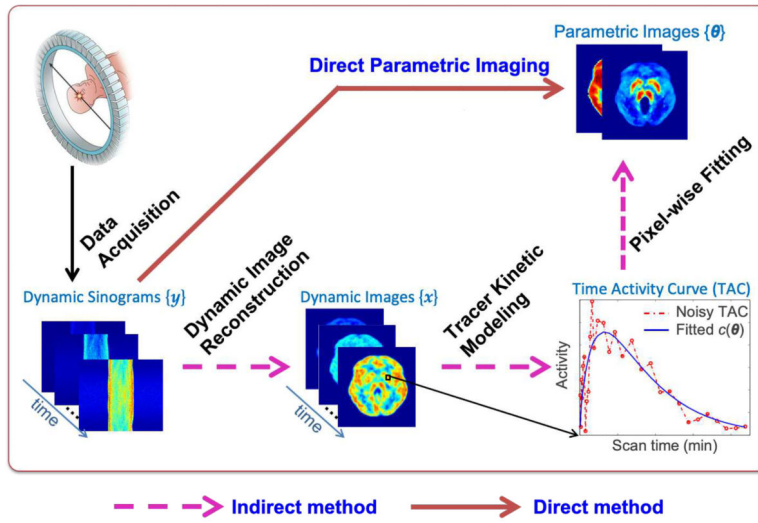 Parametric Images {θ}
Direct Parametric Imaging
Data
Acquisition
Pixel-wise Fitting
Dynamic Sinograms {y}
Dynamic Image
Reconstruction
Dynamic Images {x}
Tracer Kinetic
Modeling
Time Activity Curve (TAC)
Noisy TAC
Fitted c(θ)
Activity
Scan time (min)
time
time
Indirect method
Direct method